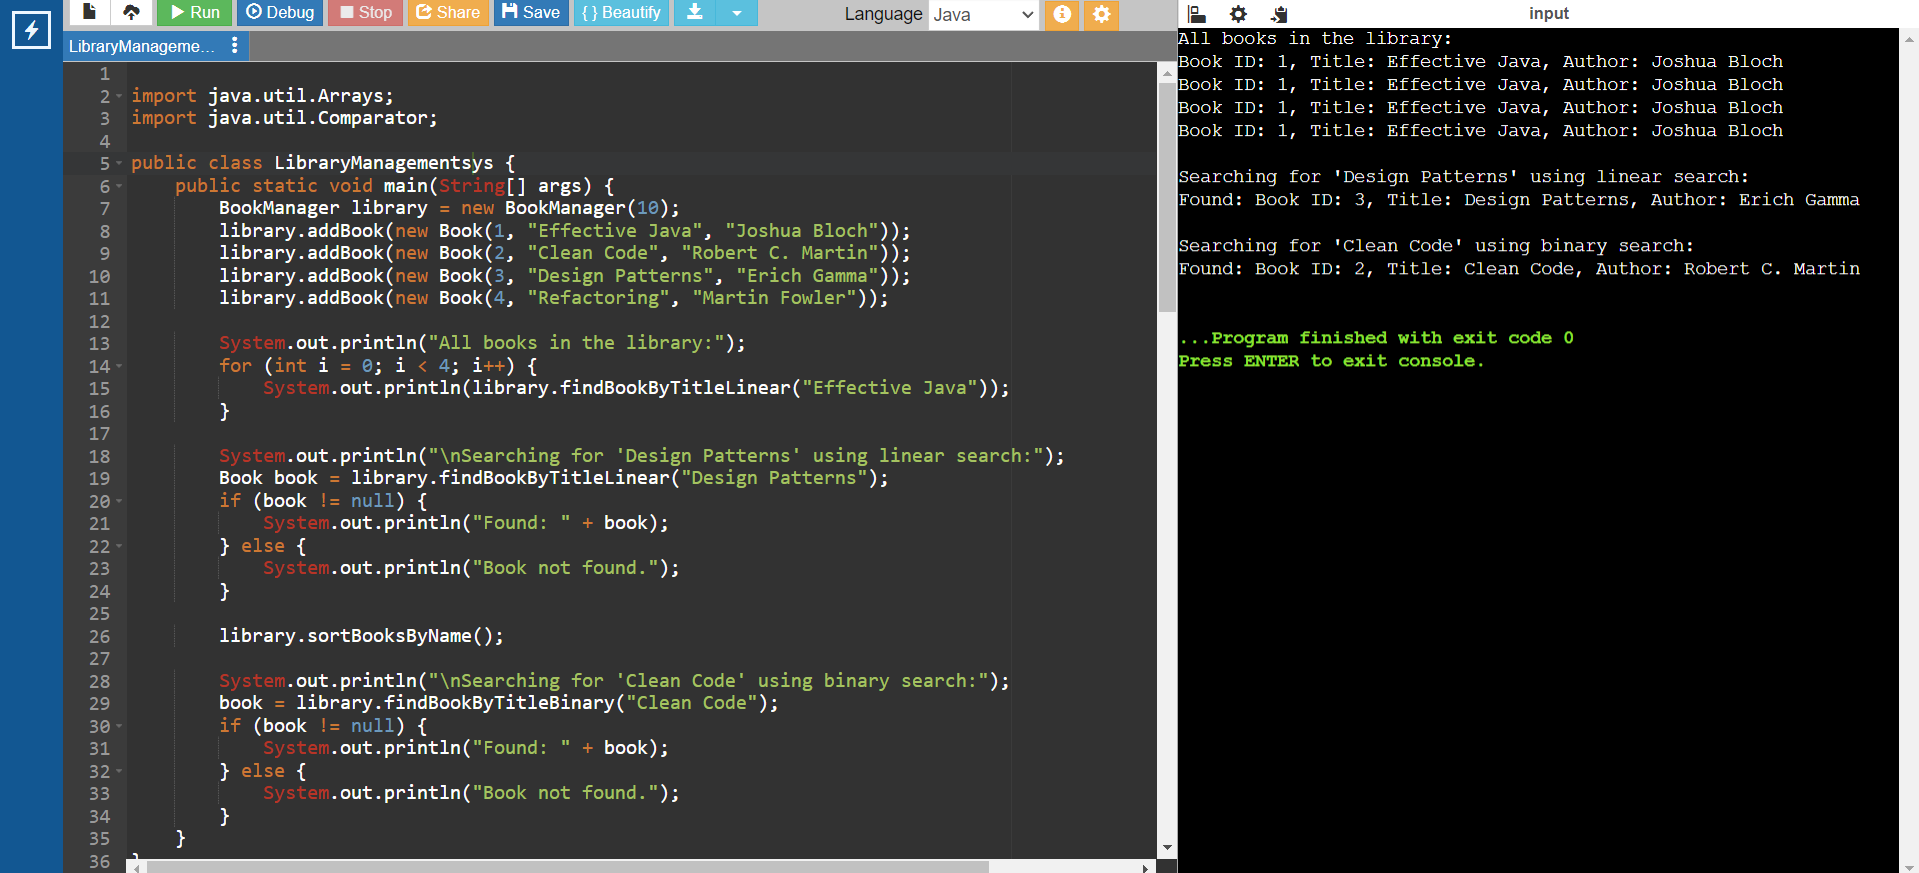 Run Debug Stop Share Save { } Beautify Language Java
LibraryManageme...
1
2 import java.util.Arrays;
3 import java.util.Comparator;
4
5 public class LibraryManagementsys {
6 public static void main(String[] args) {
7 BookManager library = new BookManager(10);
8 library.addBook(new Book(1, "Effective Java", "Joshua Bloch"));
9 library.addBook(new Book(2, "Clean Code", "Robert C. Martin"));
10 library.addBook(new Book(3, "Design Patterns", "Erich Gamma"));
11 library.addBook(new Book(4, "Refactoring", "Martin Fowler"));
12
13 System.out.println("All books in the library:");
14 for (int i = 0; i < 4; i++) {
15 System.out.println(library.findBookByTitleLinear("Effective Java"));
16 }
17
18 System.out.println("\nSearching for 'Design Patterns' using linear search:");
19 Book book = library.findBookByTitleLinear("Design Patterns");
20 if (book != null) {
21 System.out.println("Found: " + book);
22 } else {
23 System.out.println("Book not found.");
24 }
25
26 library.sortBooksByName();
27
28 System.out.println("\nSearching for 'Clean Code' using binary search:");
29 book = library.findBookByTitleBinary("Clean Code");
30 if (book != null) {
31 System.out.println("Found: " + book);
32 } else {
33 System.out.println("Book not found.");
34 }
35 }
36 }
input
All books in the library:
Book ID: 1, Title: Effective Java, Author: Joshua Bloch
Book ID: 1, Title: Effective Java, Author: Joshua Bloch
Book ID: 1, Title: Effective Java, Author: Joshua Bloch
Book ID: 1, Title: Effective Java, Author: Joshua Bloch
Searching for 'Design Patterns' using linear search:
Found: Book ID: 3, Title: Design Patterns, Author: Erich Gamma
Searching for 'Clean Code' using binary search:
Found: Book ID: 2, Title: Clean Code, Author: Robert C. Martin
...Program finished with exit code 0
Press ENTER to exit console.